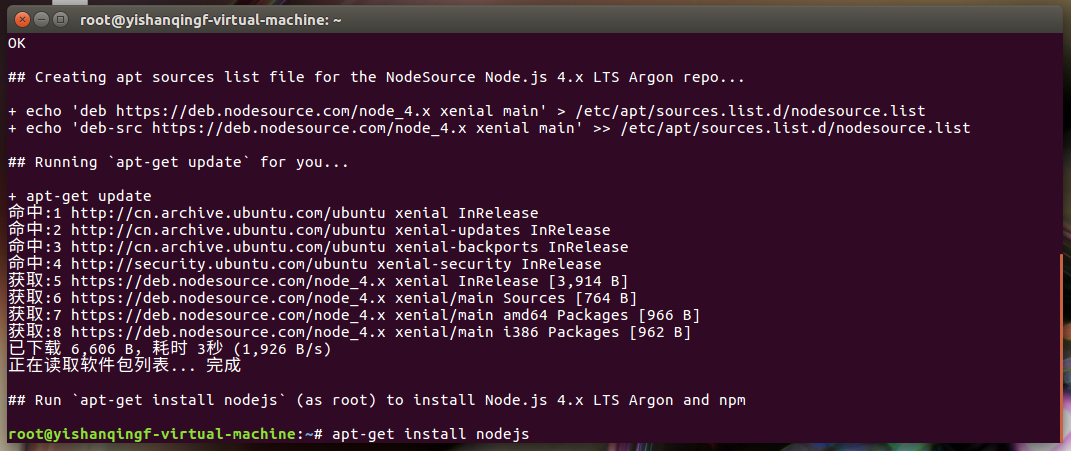 root@yishanqingf-virtual-machine: ~
OK
## Creating apt sources list file for the NodeSource Node.js 4.x LTS Argon repo...
+ echo 'deb https://deb.nodesource.com/node_4.x xenial main' > /etc/apt/sources.list.d/nodesource.list
+ echo 'deb-src https://deb.nodesource.com/node_4.x xenial main' >> /etc/apt/sources.list.d/nodesource.list
## Running `apt-get update` for you...
+ apt-get update
命中:1 http://cn.archive.ubuntu.com/ubuntu xenial InRelease
命中:2 http://cn.archive.ubuntu.com/ubuntu xenial-updates InRelease
命中:3 http://cn.archive.ubuntu.com/ubuntu xenial-backports InRelease
命中:4 http://security.ubuntu.com/ubuntu xenial-security InRelease
获取:5 https://deb.nodesource.com/node_4.x xenial InRelease [3,914 B]
获取:6 https://deb.nodesource.com/node_4.x xenial/main Sources [764 B]
获取:7 https://deb.nodesource.com/node_4.x xenial/main amd64 Packages [966 B]
获取:8 https://deb.nodesource.com/node_4.x xenial/main i386 Packages [962 B]
已下载 6,606 B，耗时 3秒 (1,926 B/s)
正在读取软件包列表... 完成
## Run `apt-get install nodejs` (as root) to install Node.js 4.x LTS Argon and npm
root@yishanqingf-virtual-machine:~# apt-get install nodejs